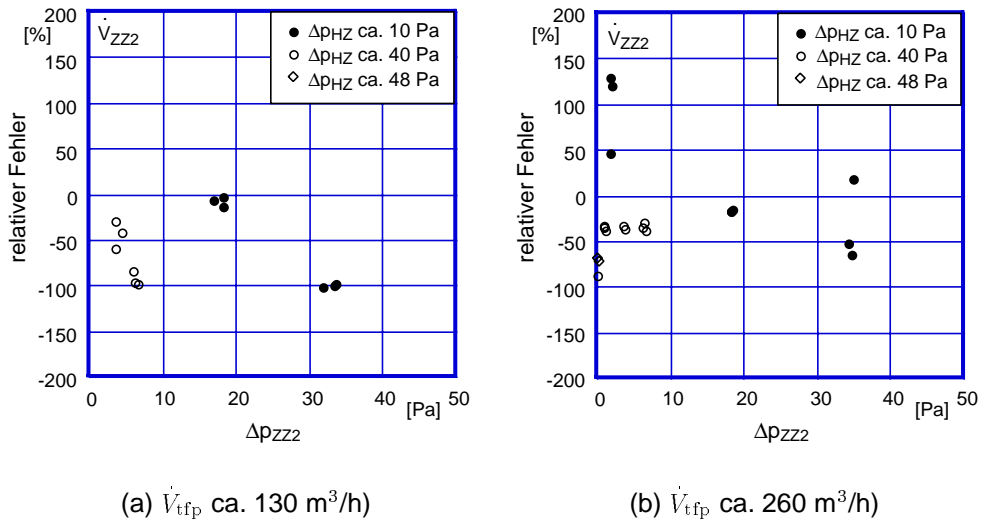 200
[%]
V̇ZZ2
ΔpHZ ca. 10 Pa
ΔpHZ ca. 40 Pa
ΔpHZ ca. 48 Pa
150
100
50
0
-50
-100
-150
-200
relativer Fehler
0
10
20
30
40
50
[Pa]
ΔpZZ2
(a) V̇tfp ca. 130 m³/h)
200
[%]
V̇ZZ2
ΔpHZ ca. 10 Pa
ΔpHZ ca. 40 Pa
ΔpHZ ca. 48 Pa
150
100
50
0
-50
-100
-150
-200
relativer Fehler
0
10
20
30
40
50
[Pa]
ΔpZZ2
(b) V̇tfp ca. 260 m³/h)